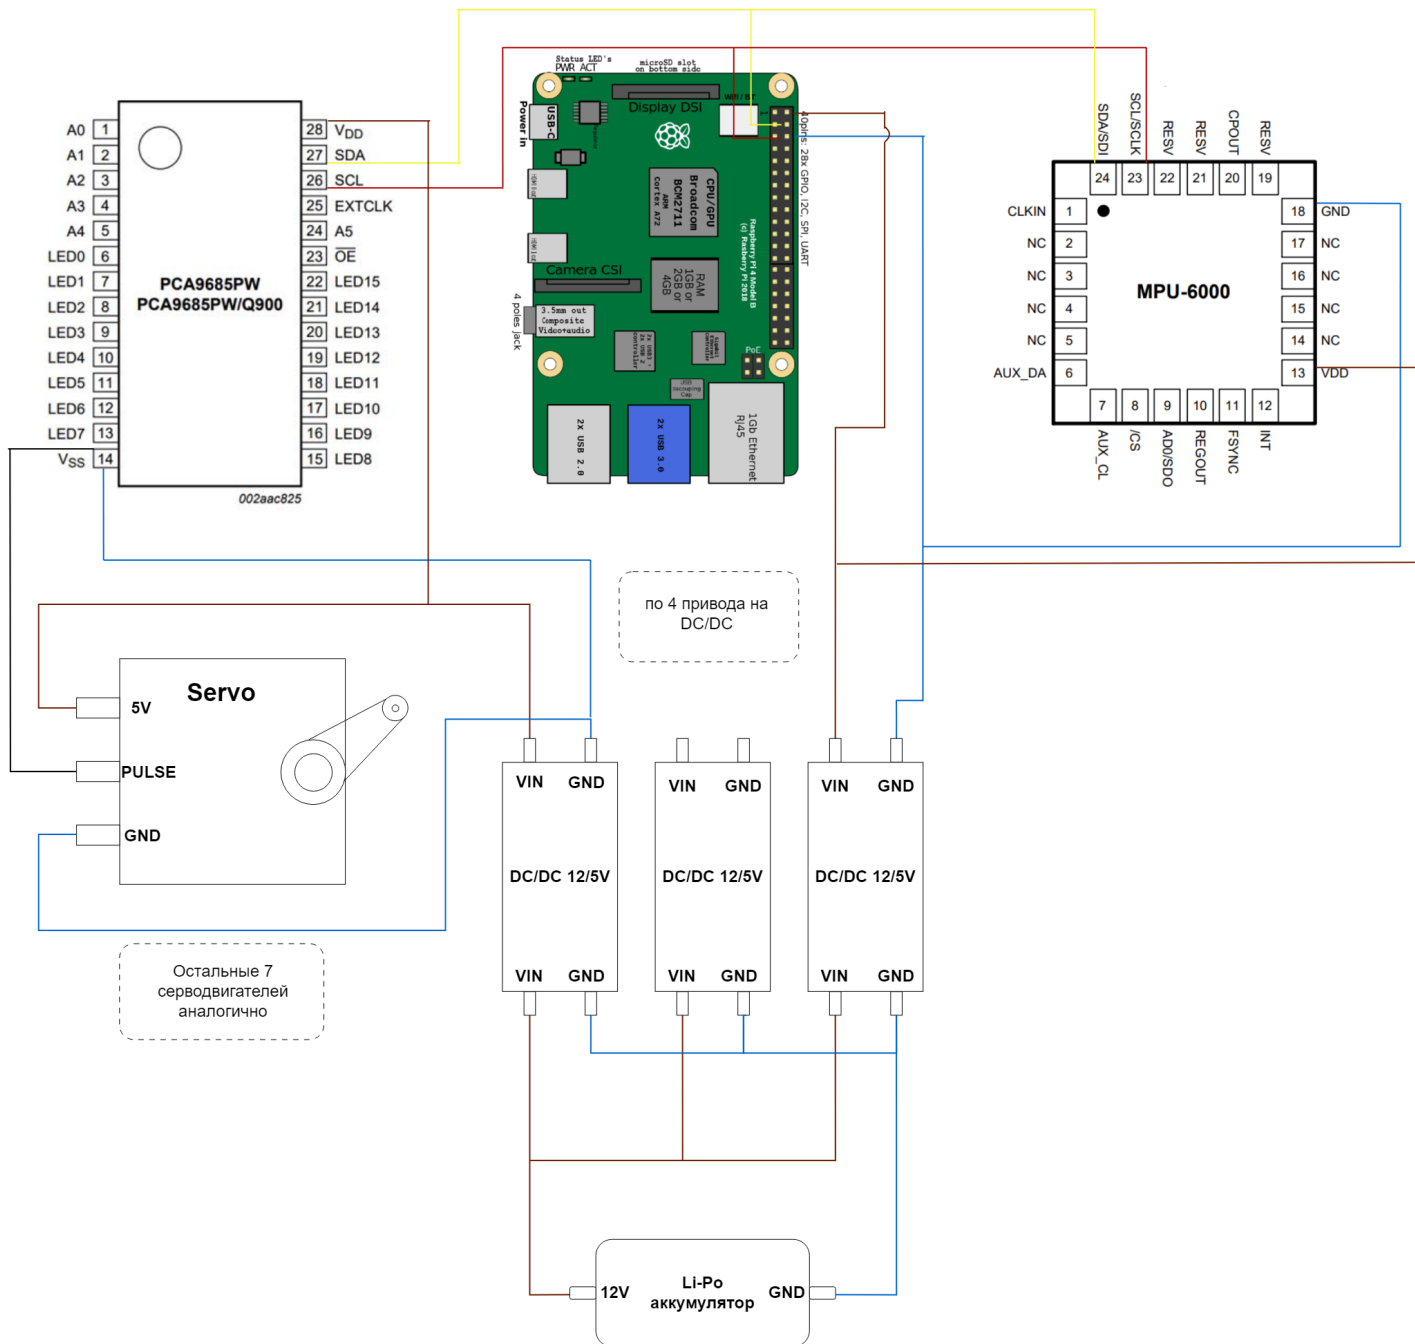 Status LED's
PWR ACT
microSD slot
on bottom side
Display DSI
WiFi / BT
1
Power in
USB-C
Regulator
40pins: 28x GPIO, I2C, SPI, UART
CPU/GPU
Broadcom
BCM2711
ARM
Cortex A72
Raspberry Pi 4 Model B
(c) Rasberry Pi 2018
Camera CSI
RAM
1GB or
2GB or
4GB
4 poles jack
3.5mm out
Composite
Video+audio
PoE
USB
2X USB 2.0
2X USB 3.0
1Gb Ethernet
RJ45
A0 1
A1 2
A2 3
A3 4
A4 5
LED0 6
LED1 7
LED2 8
LED3 9
LED4 10
LED5 11
LED6 12
LED7 13
VSS 14
PCA9685PW
PCA9685PW/Q900
28 VDD
27 SDA
26 SCL
25 EXTCLK
24 A5
23 OE
22 LED15
21 LED14
20 LED13
19 LED12
18 LED11
17 LED10
16 LED9
15 LED8
002aac825
SDA/SDI
SCL/SCLK
RESV
RESV
CPOUT
RESV
24 23 22 21 20 19
CLKIN 1
NC 2
NC 3
NC 4
NC 5
AUX_DA 6
MPU-6000
18 GND
17 NC
16 NC
15 NC
14 NC
13 VDD
7 8 9 10 11 12
AUX_CL
/CS
AD0/SDO
REGOUT
FSYNC
INT
по 4 привода на
DC/DC
Servo
5V
PULSE
GND
Остальные 7
серводвигателей
аналогично
VIN GND
DC/DC 12/5V
VIN GND
VIN GND
DC/DC 12/5V
VIN GND
VIN GND
DC/DC 12/5V
VIN GND
12V
Li-Po
аккумулятор
GND